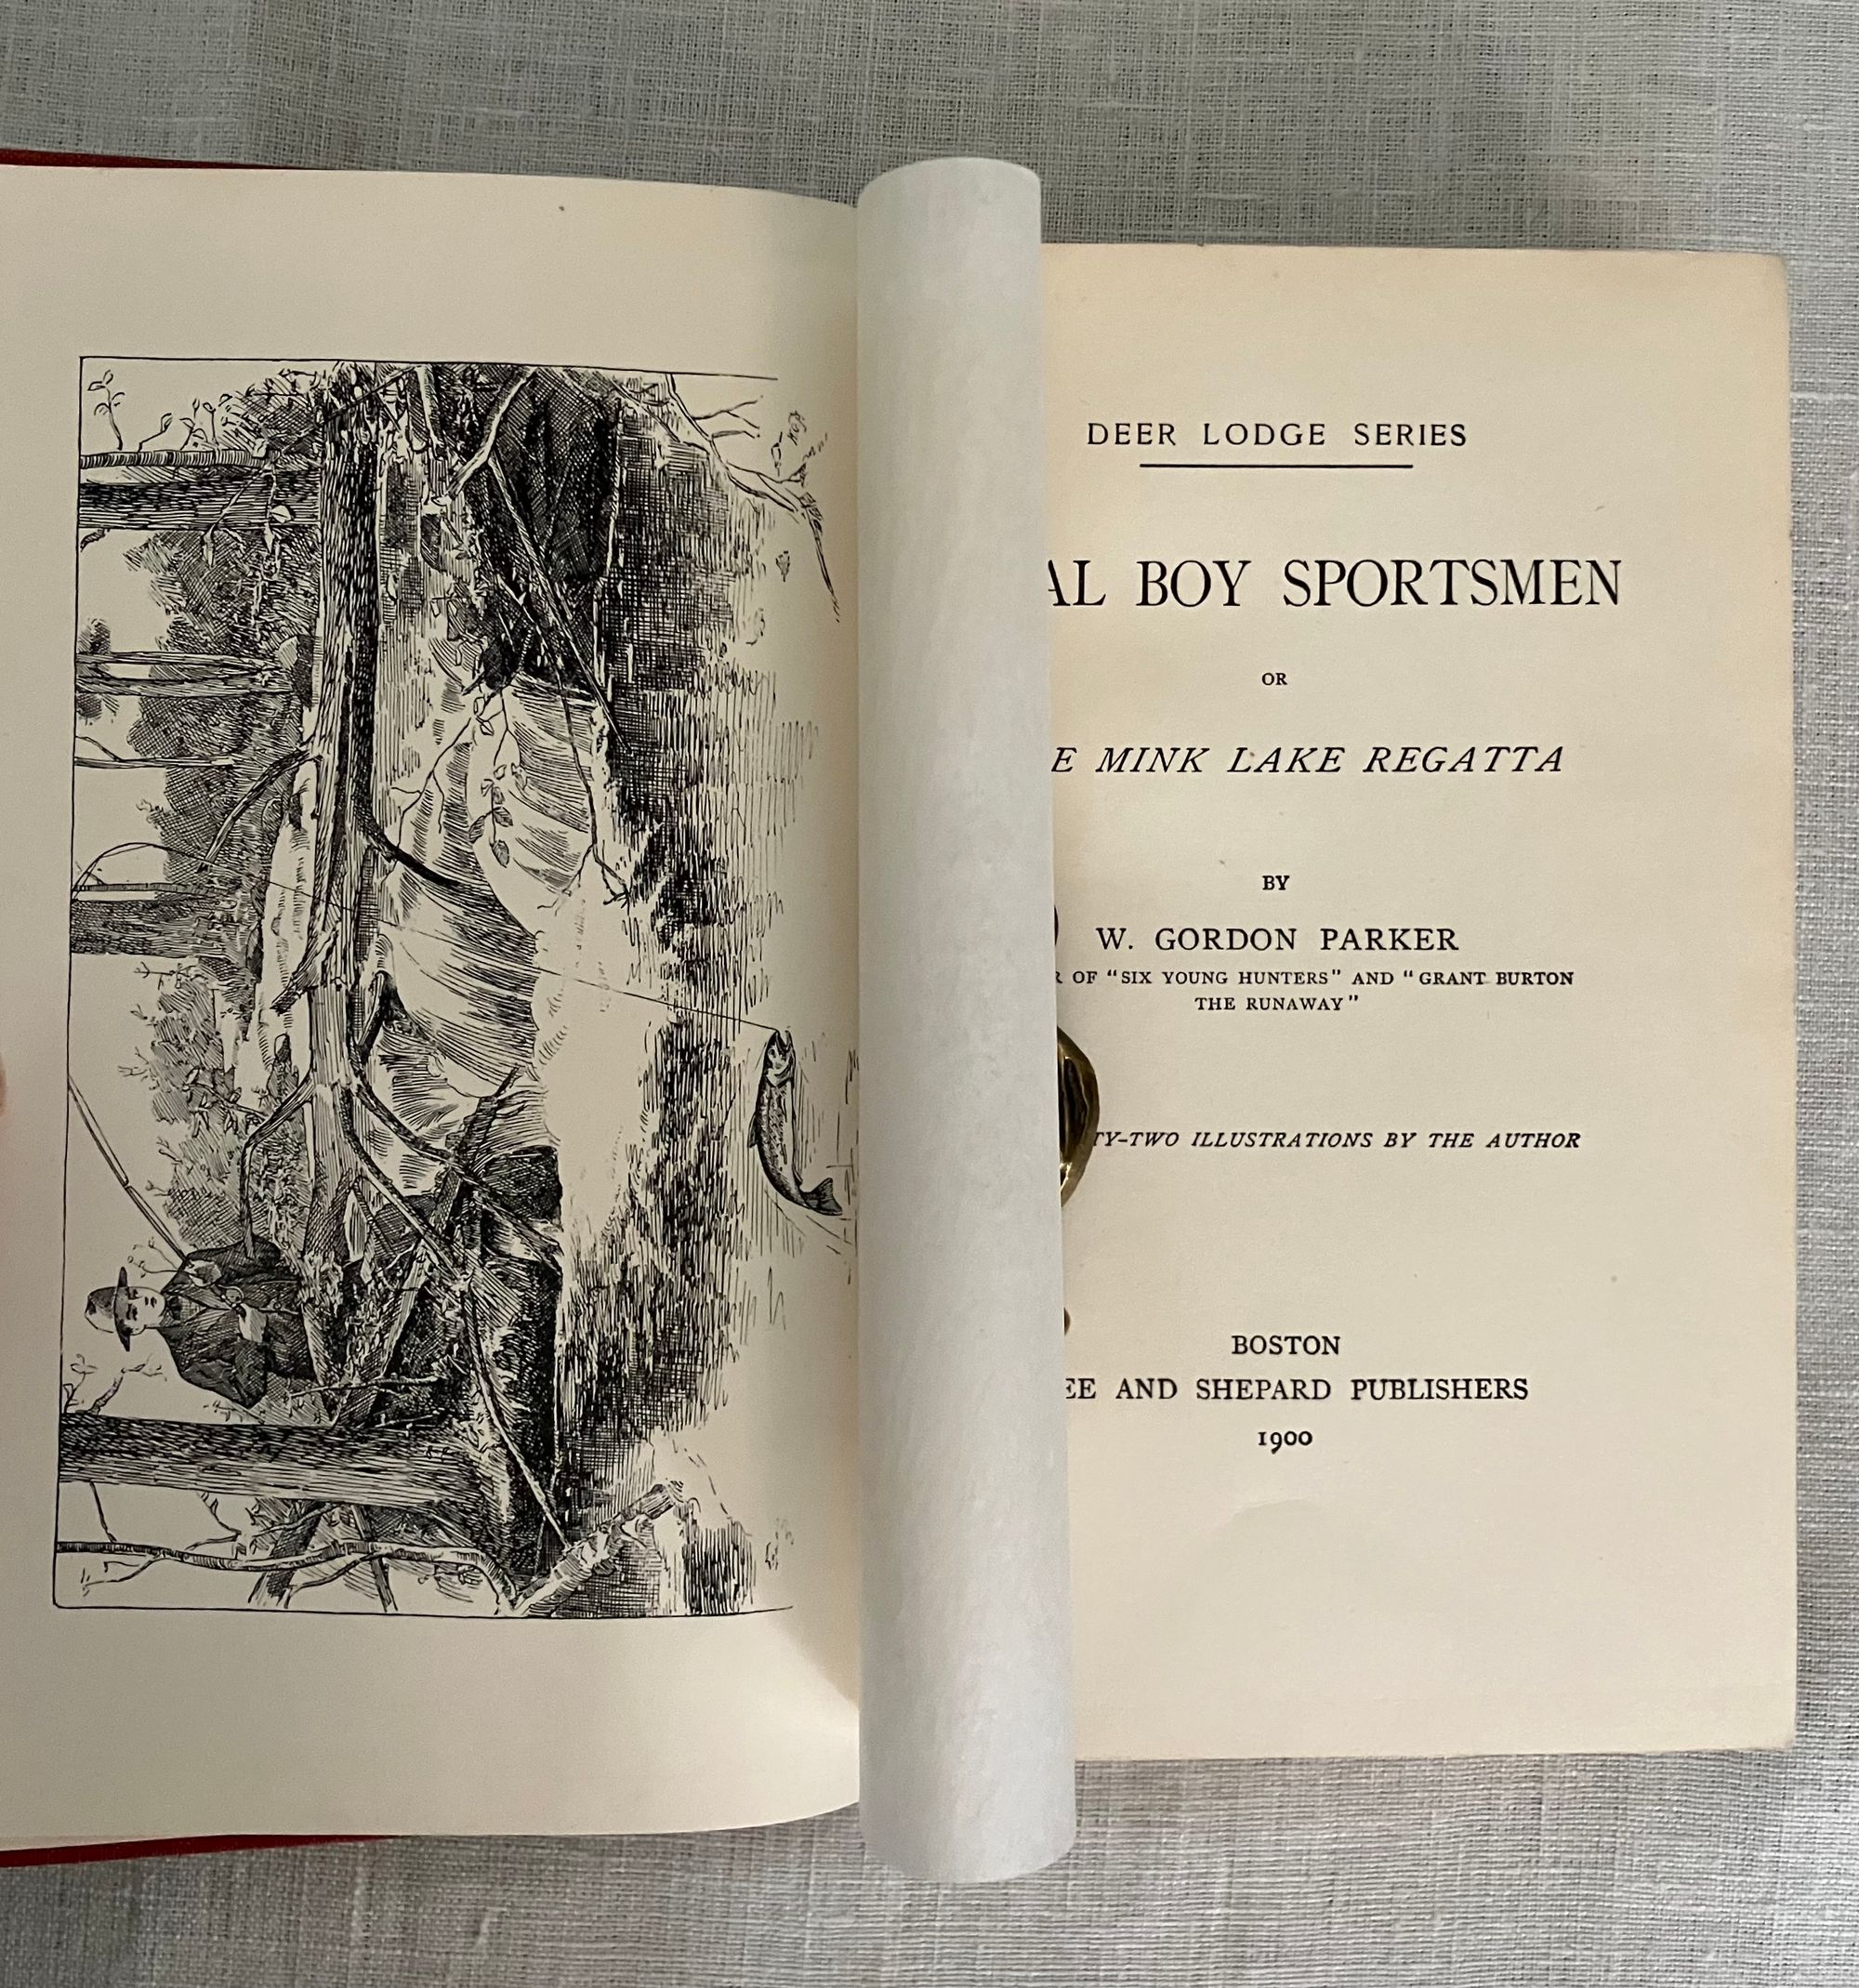 DEER LODGE SERIES
AL BOY SPORTSMEN
OR
E MINK LAKE REGATTA
BY
W. GORDON PARKER
R OF "SIX YOUNG HUNTERS" AND "GRANT BURTON
THE RUNAWAY"
TY-TWO ILLUSTRATIONS BY THE AUTHOR
BOSTON
EE AND SHEPARD PUBLISHERS
1900